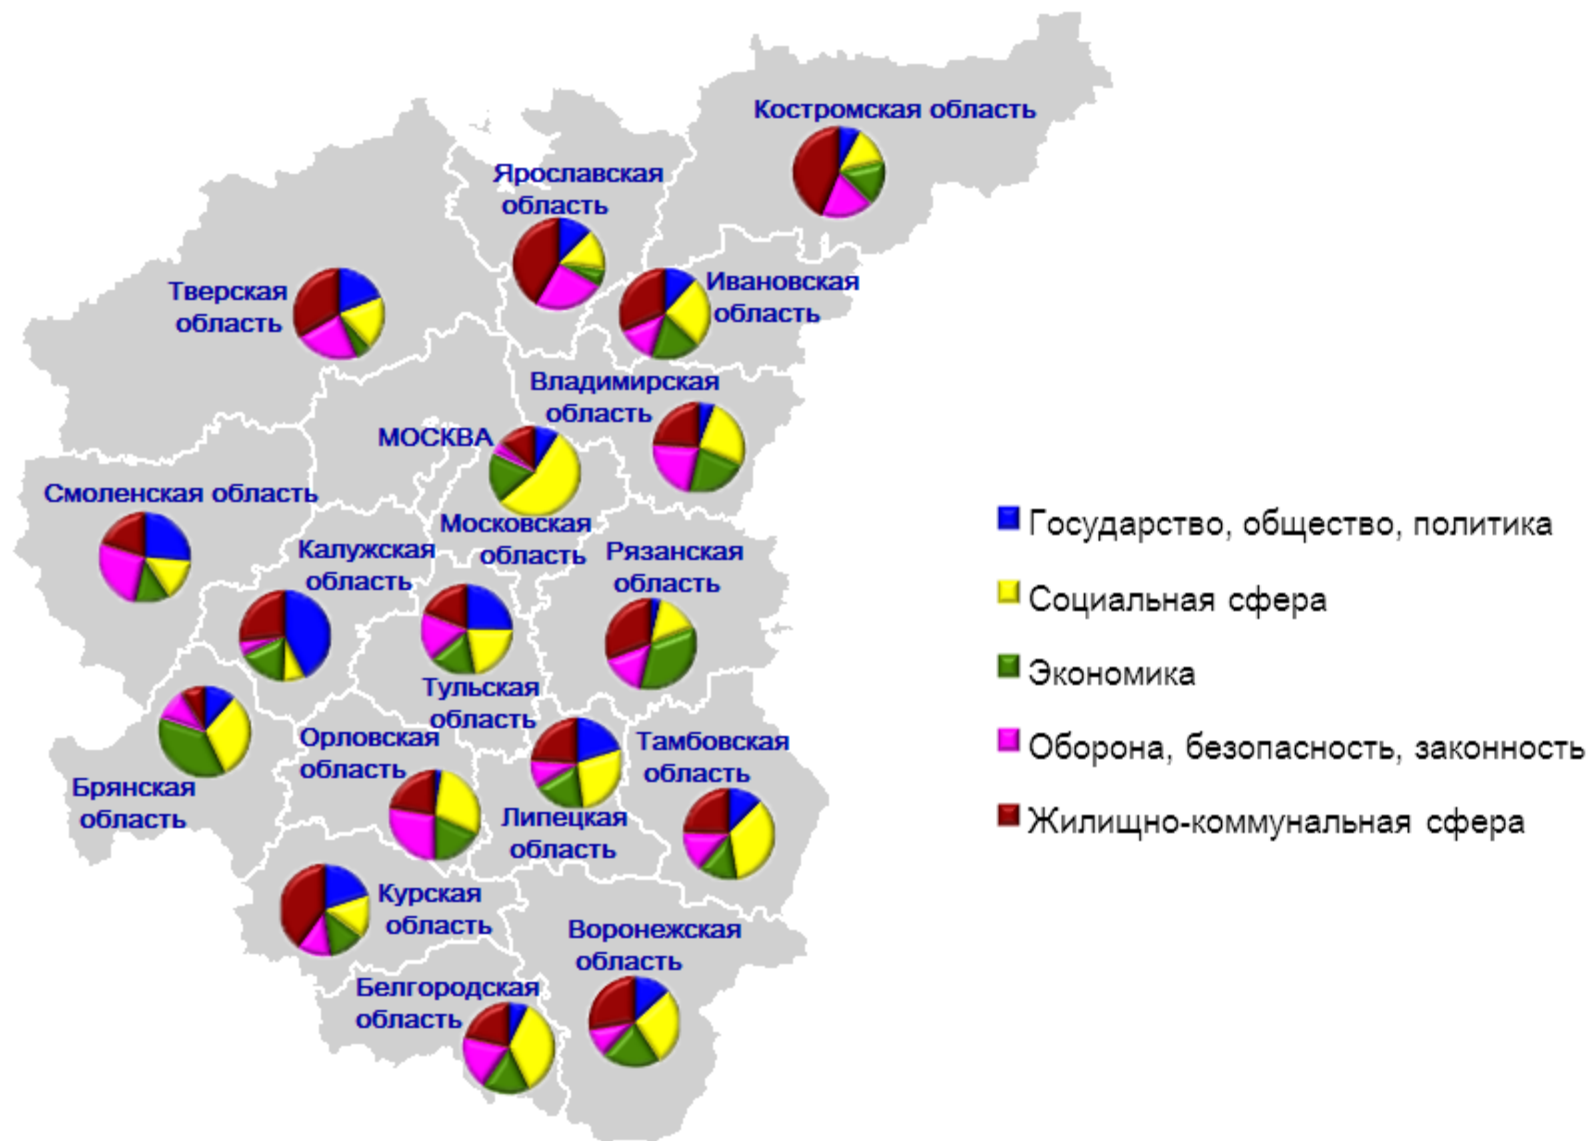 Костромская область
Ярославская
область
Ивановская
область
Тверская
область
Владимирская
область
МОСКВА
Смоленская область
Московская
область
Калужская
область
Рязанская
область
Тульская
область
Орловская
область
Тамбовская
область
Брянская
область
Липецкая
область
Курская
область
Воронежская
область
Белгородская
область
Государство, общество, политика
Социальная сфера
Экономика
Оборона, безопасность, законность
Жилищно-коммунальная сфера